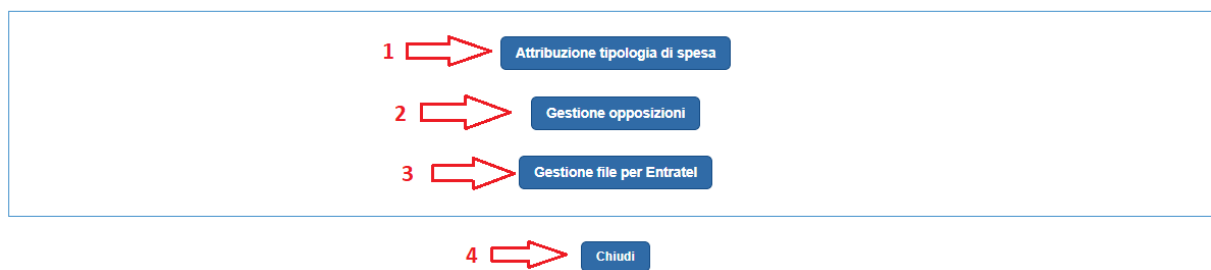 1 Attribuzione tipologia di spesa
2 Gestione opposizioni
3 Gestione file per Entratel
4 Chiudi